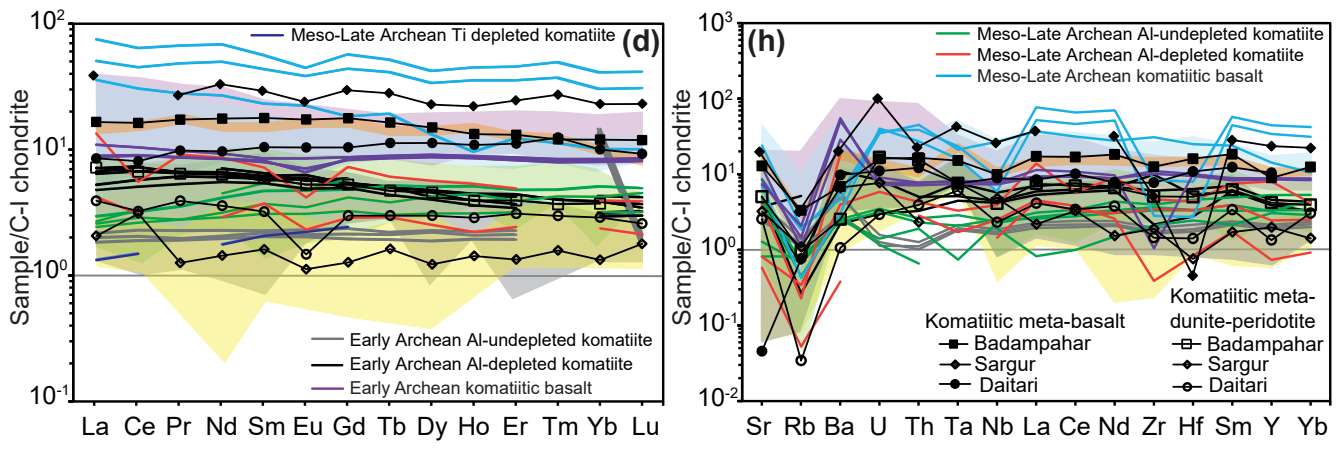 Sample/C-I chondrite
10²
10¹
10⁰
10⁻¹
Meso-Late Archean Ti depleted komatiite
(d)
Early Archean Al-undepleted komatiite
Early Archean Al-depleted komatiite
Early Archean komatiitic basalt
La Ce Pr Nd Sm Eu Gd Tb Dy Ho Er Tm Yb Lu
Sample/C-I chondrite
10³
10²
10¹
10⁰
10⁻¹
10⁻²
(h)
Meso-Late Archean Al-undepleted komatiite
Meso-Late Archean Al-depleted komatiite
Meso-Late Archean komatiitic basalt
Komatiitic meta-basalt
Badampahar
Sargur
Daitari
Komatiitic meta-
dunite-peridotite
Badampahar
Sargur
Daitari
Sr Rb Ba U Th Ta Nb La Ce Nd Zr Hf Sm Y Yb